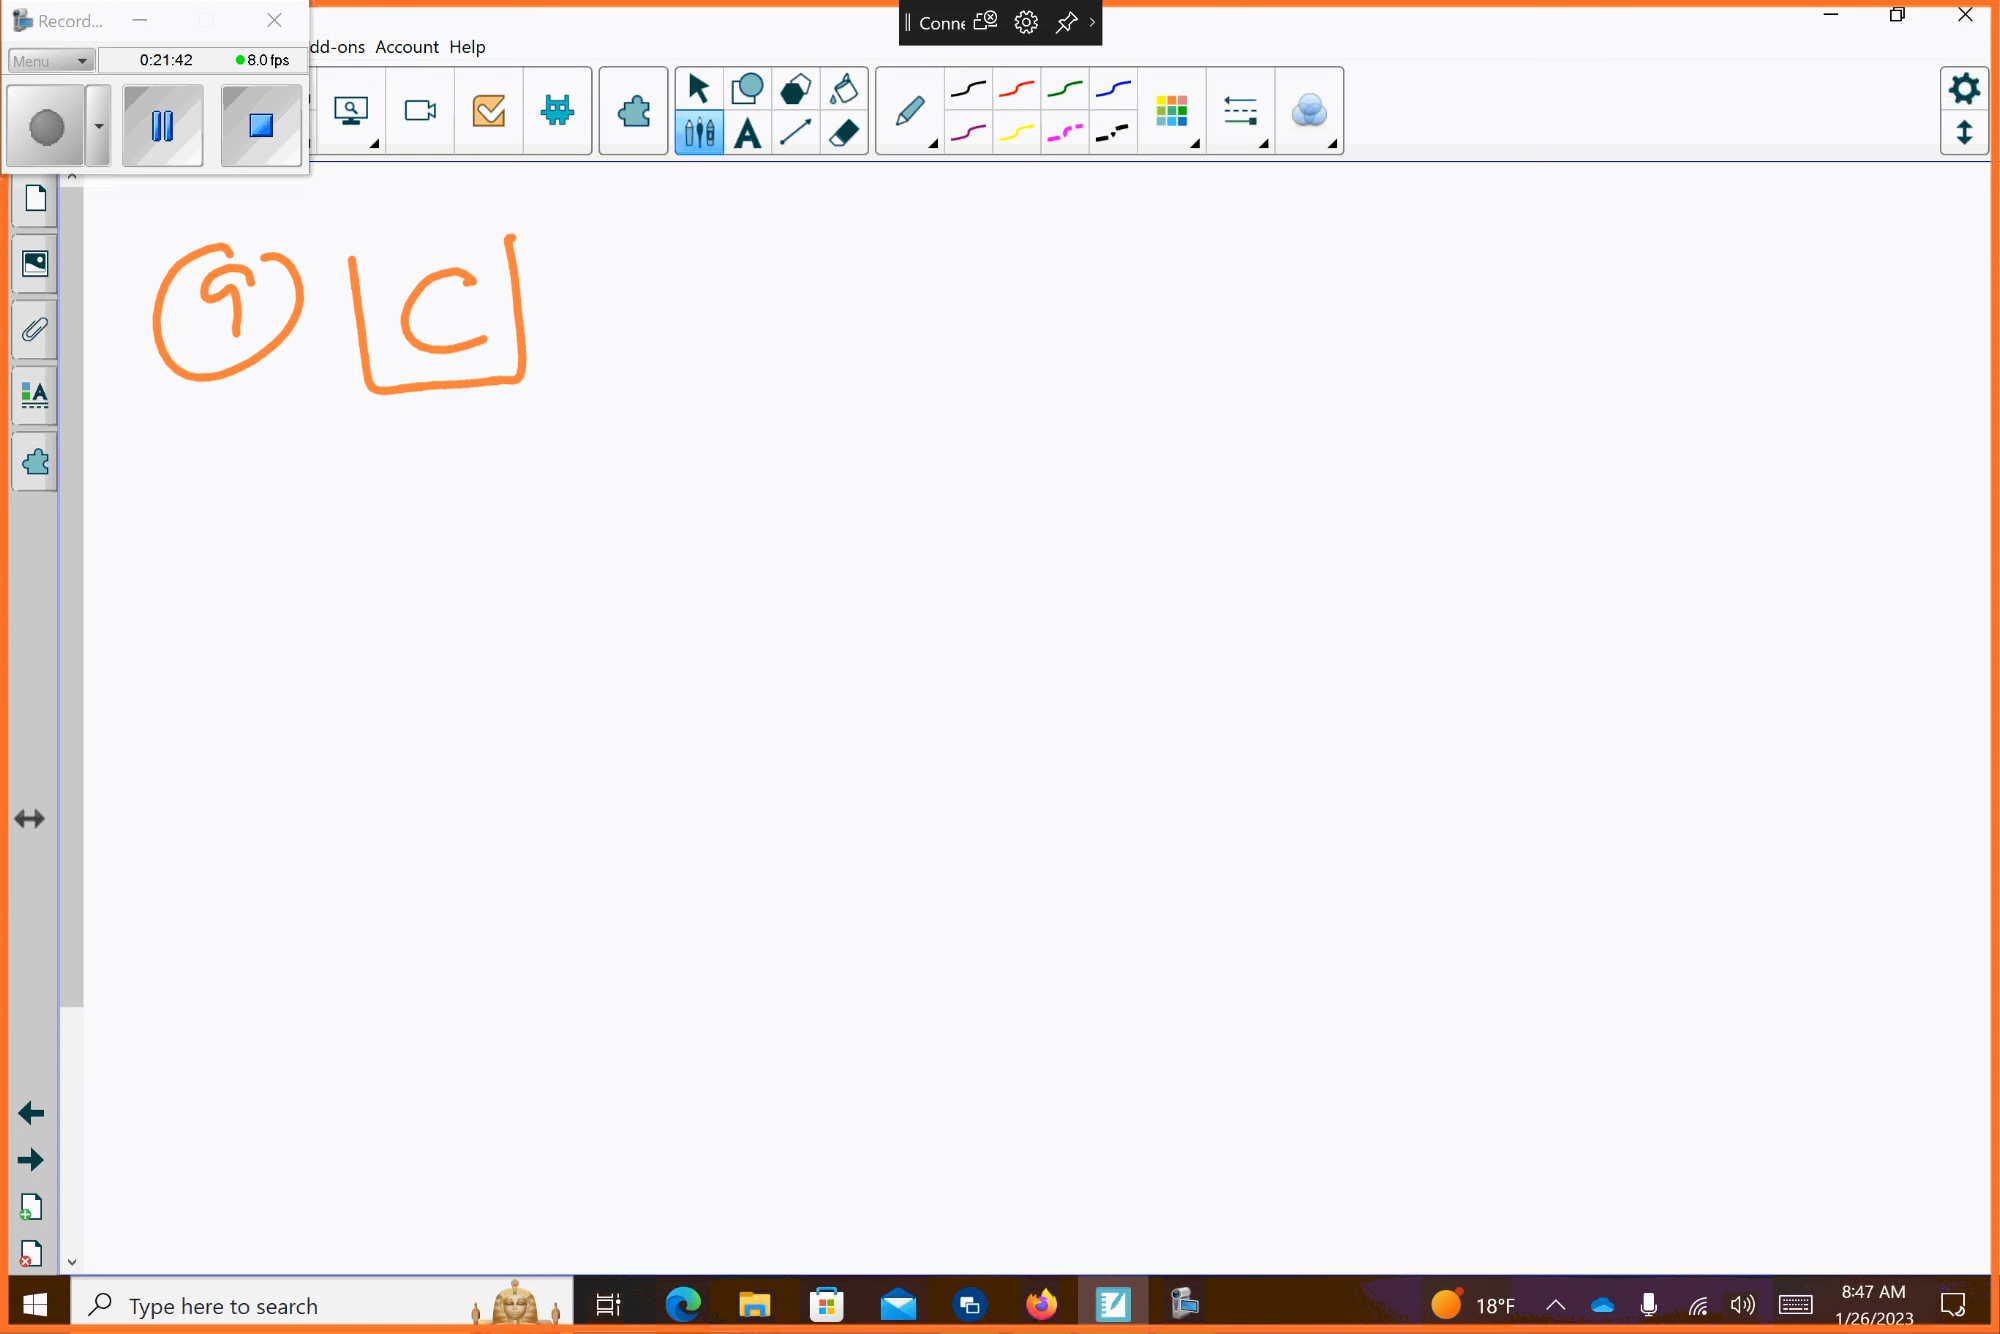 Record...
Conne
Menu 0:21:42 8.0 fps
dd-ons Account Help
9 C
Type here to search
18°F
8:47 AM
1/26/2023